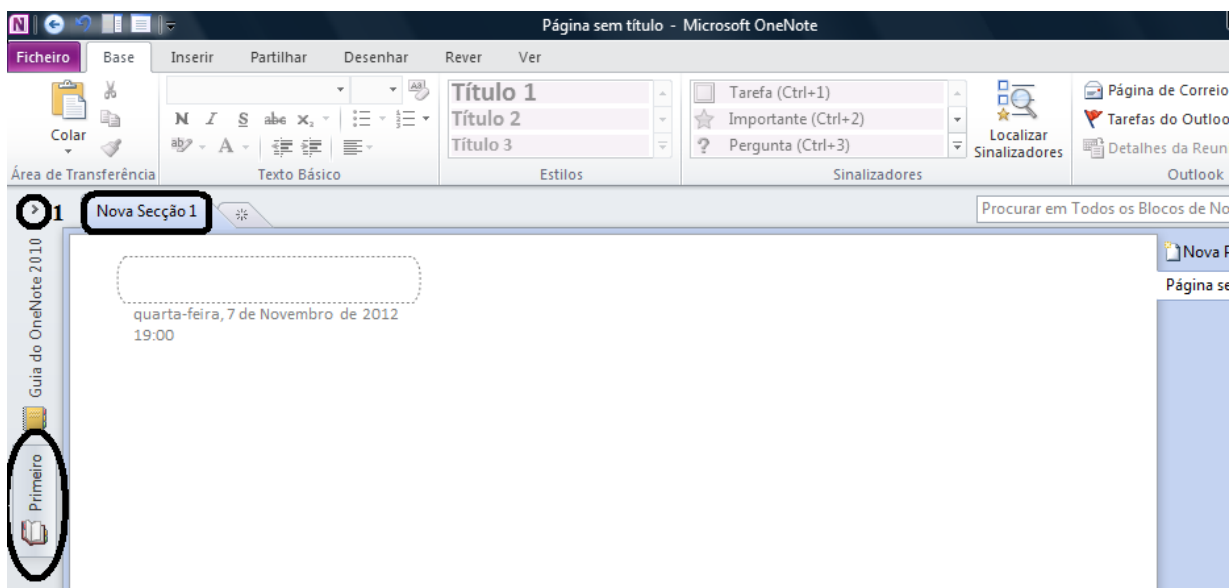 Página sem título - Microsoft OneNote
Ficheiro Base Inserir Partilhar Desenhar Rever Ver
Colar
Área de Transferência
N I S abc x₂
ab A
Texto Básico
Título 1
Título 2
Título 3
Estilos
Tarefa (Ctrl+1)
Importante (Ctrl+2)
? Pergunta (Ctrl+3)
Sinalizadores
Localizar
Sinalizadores
Página de Correio
Tarefas do Outloo
Detalhes da Reun
Outlook
1
Nova Secção 1
Procurar em Todos os Blocos de No
Guia do OneNote 2010
Primeiro
quarta-feira, 7 de Novembro de 2012
19:00
Nova P
Página se